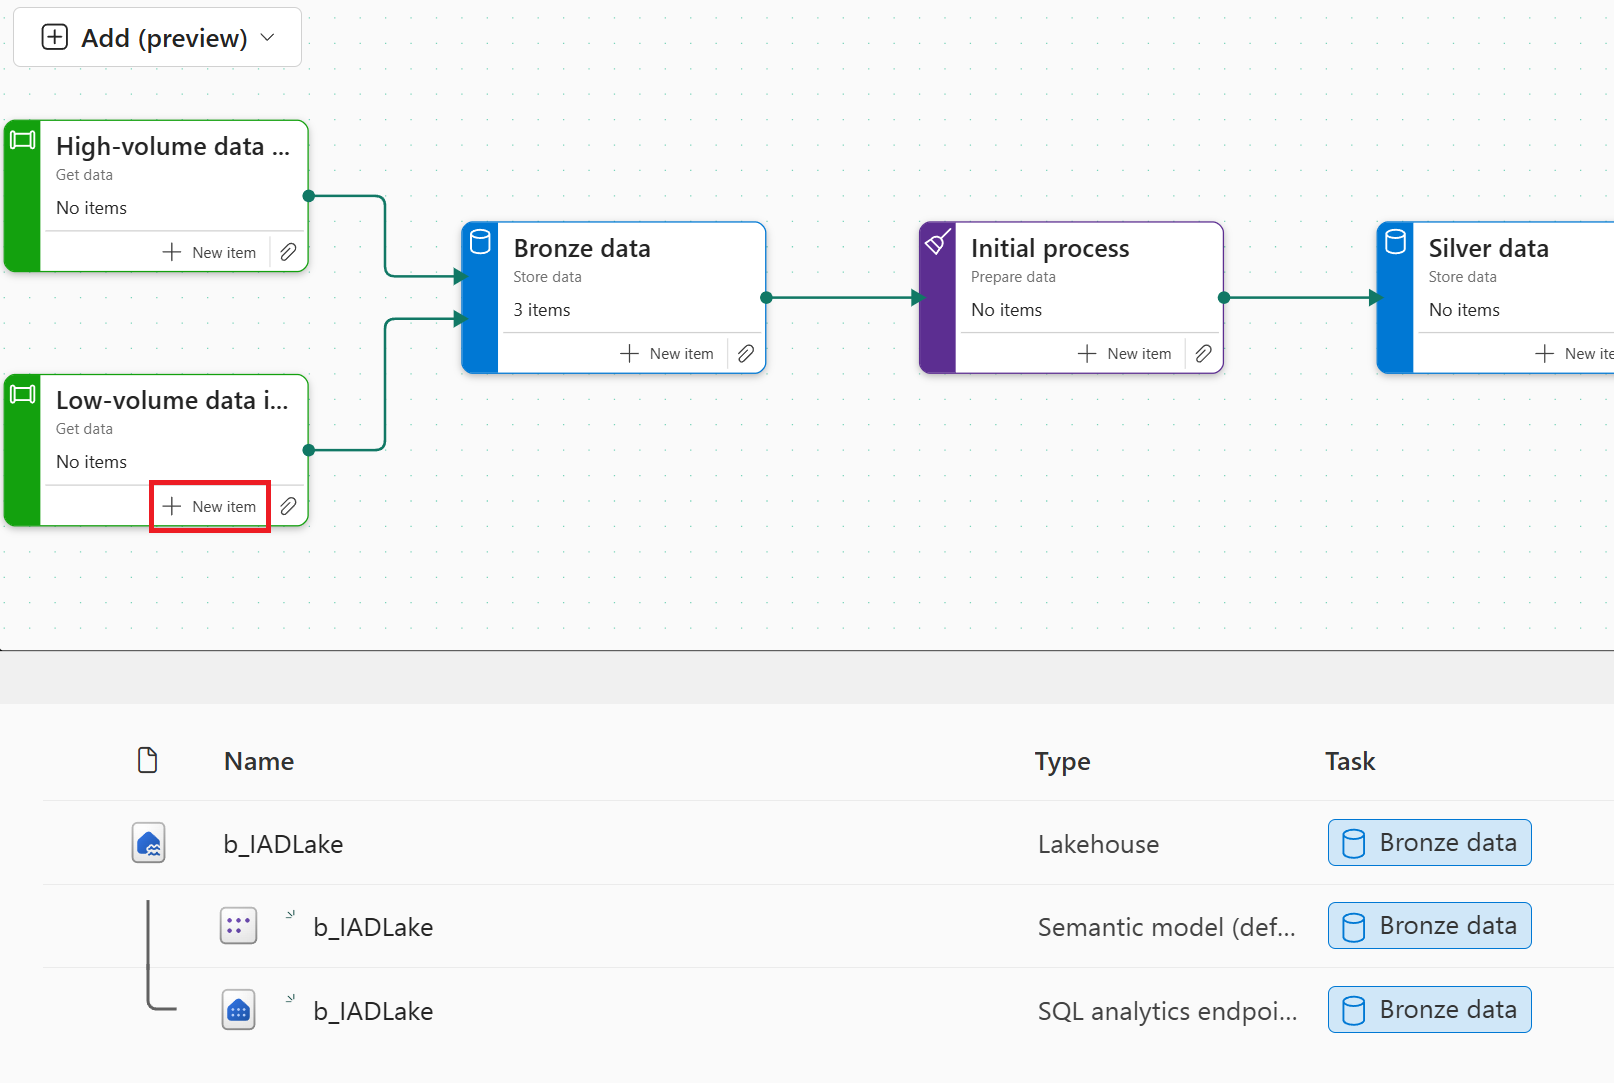 Add (preview)
High-volume data ...
Get data
No items
New item
Low-volume data i...
Get data
No items
New item
Bronze data
Store data
3 items
New item
Initial process
Prepare data
No items
New item
Silver data
Store data
No items
New ite
Name Type Task
b_IADLake Lakehouse Bronze data
b_IADLake Semantic model (def... Bronze data
b_IADLake SQL analytics endpoi... Bronze data